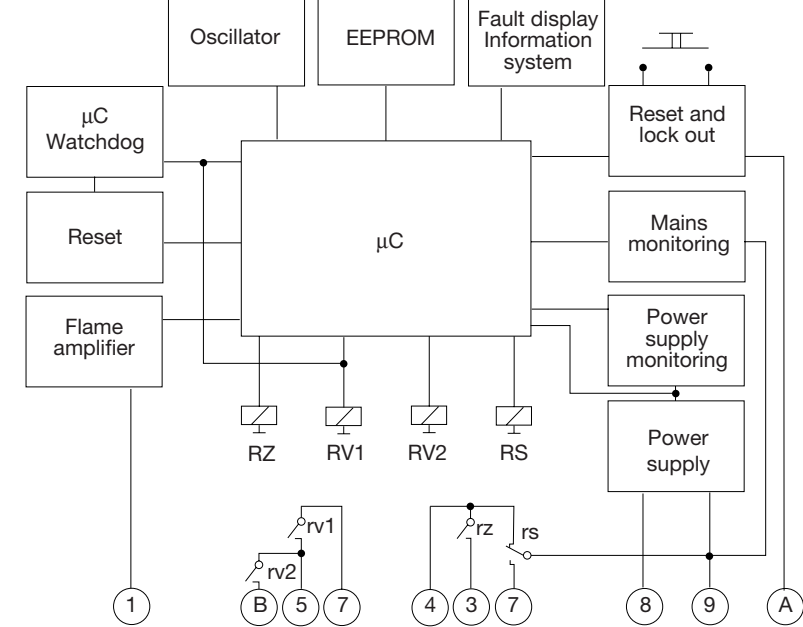 Oscillator
EEPROM
Fault display
Information
system
μC
Watchdog
Reset and
lock out
Reset
μC
Mains
monitoring
Flame
amplifier
Power
supply
monitoring
RZ
RV1
RV2
RS
Power
supply
rv1
rz
rs
rv2
1
B
5
7
4
3
7
8
9
A